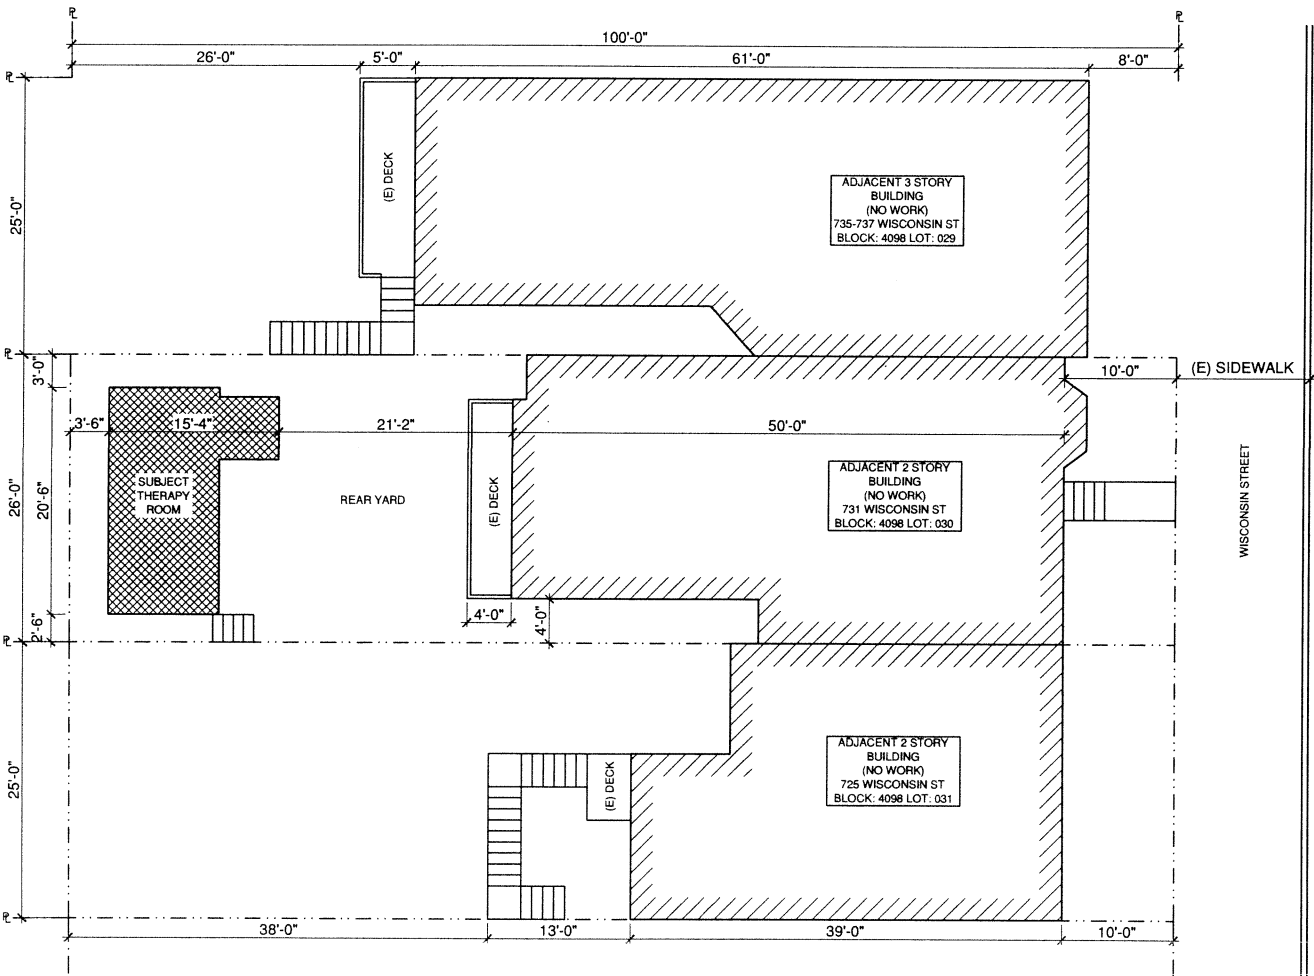 ℄
℄
100'-0"
26'-0"
5'-0"
61'-0"
8'-0"
℄
25'-0"
(E) DECK
ADJACENT 3 STORY
BUILDING
(NO WORK)
735-737 WISCONSIN ST
BLOCK: 4098 LOT: 029
℄
3'-0"
10'-0"
(E) SIDEWALK
3'-6"
15'-4"
21'-2"
50'-0"
26'-0"
20'-6"
SUBJECT
THERAPY
ROOM
REAR YARD
(E) DECK
ADJACENT 2 STORY
BUILDING
(NO WORK)
731 WISCONSIN ST
BLOCK: 4098 LOT: 030
WISCONSIN STREET
4'-0"
4'-0"
2'-6"
℄
25'-0"
(E) DECK
ADJACENT 2 STORY
BUILDING
(NO WORK)
725 WISCONSIN ST
BLOCK: 4098 LOT: 031
℄
38'-0"
13'-0"
39'-0"
10'-0"